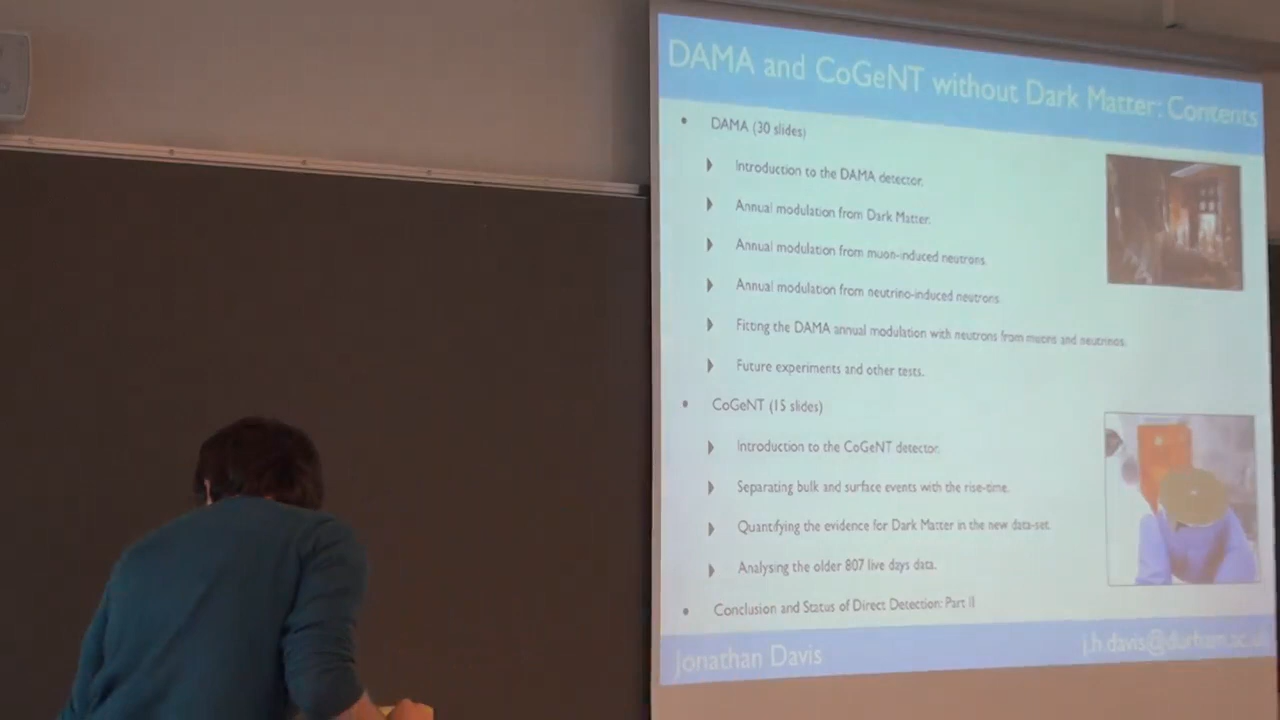 DAMA and CoGeNT without Dark Matter: Contents
DAMA (30 slides)
Introduction to the DAMA detector.
Annual modulation from Dark Matter.
Annual modulation from muon-induced neutrons.
Annual modulation from neutrino-induced neutrons.
Fitting the DAMA annual modulation with neutrons from muons and neutrinos.
Future experiments and other tests.
CoGeNT (15 slides)
Introduction to the CoGeNT detector.
Separating bulk and surface events with the rise-time.
Quantifying the evidence for Dark Matter in the new data-set.
Analysing the older 807 live days data.
Conclusion and Status of Direct Detection: Part II
Jonathan Davis
j.h.davis@durham.ac.uk